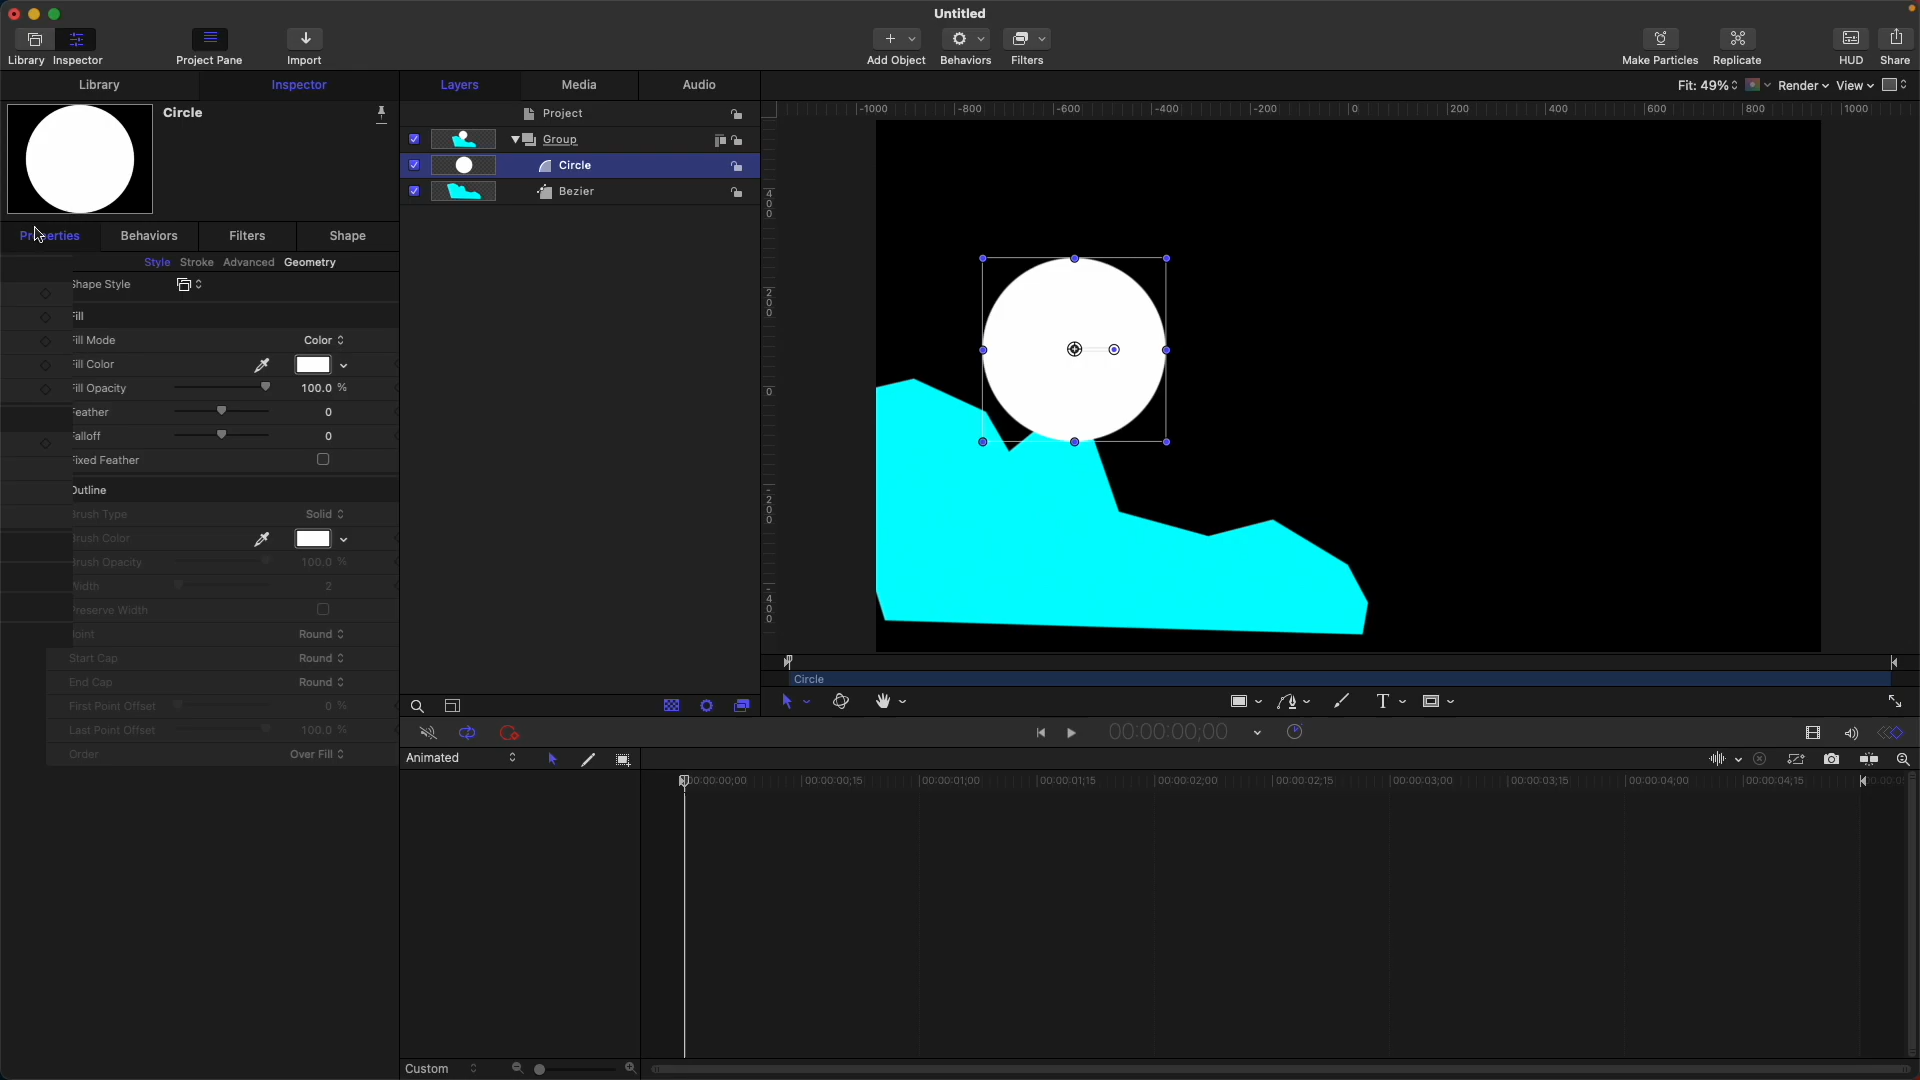 Untitled
Library Inspector Project Pane Import Add Object Behaviors Filters Make Particles Replicate HUD Share
Library Inspector Layers Media Audio Fit: 49% Render View
Circle
Project
Group
Circle
Bezier
-1000 -800 -600 -400 -200 0 200 400 600 800 1000
400
200
0
-200
-400
Properties Behaviors Filters Shape
Style Stroke Advanced Geometry
Shape Style
Fill
Fill Mode Color
Fill Color
Fill Opacity 100.0 %
Feather 0
Falloff 0
Fixed Feather
Outline
Brush Type Solid
Brush Color
Brush Opacity 100.0 %
Width 2
Preserve Width
Joint Round
Start Cap Round
End Cap Round
First Point Offset 0 %
Last Point Offset 100.0 %
Order Over Fill
Circle
T
00:00:00;00
Animated
00:00:00;00 00:00:00;15 00:00:01;00 00:00:01;15 00:00:02;00 00:00:02;15 00:00:03;00 00:00:03;15 00:00:04;00 00:00:04;15
Custom